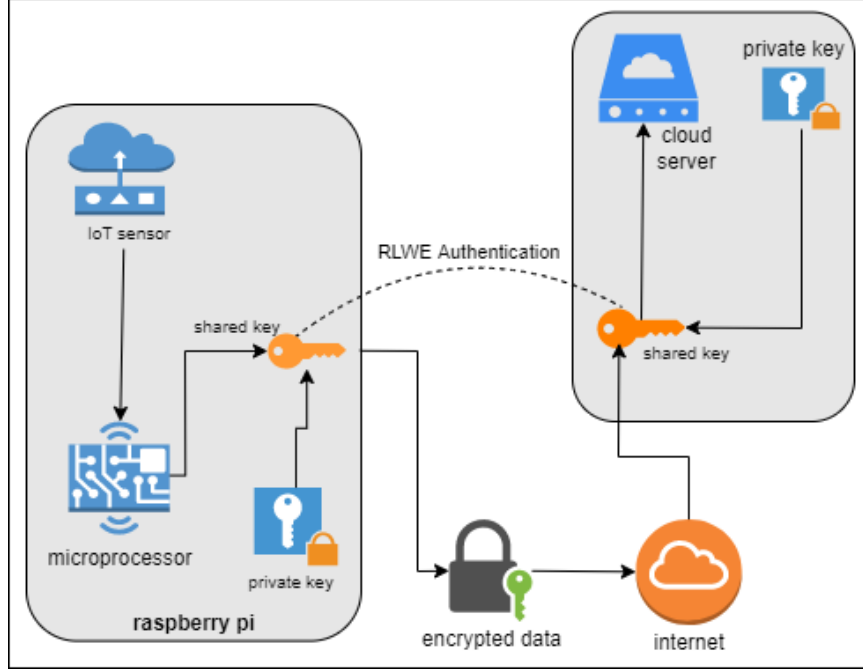 private key
cloud
server
IoT sensor
RLWE Authentication
shared key
shared key
microprocessor
private key
raspberry pi
encrypted data
internet